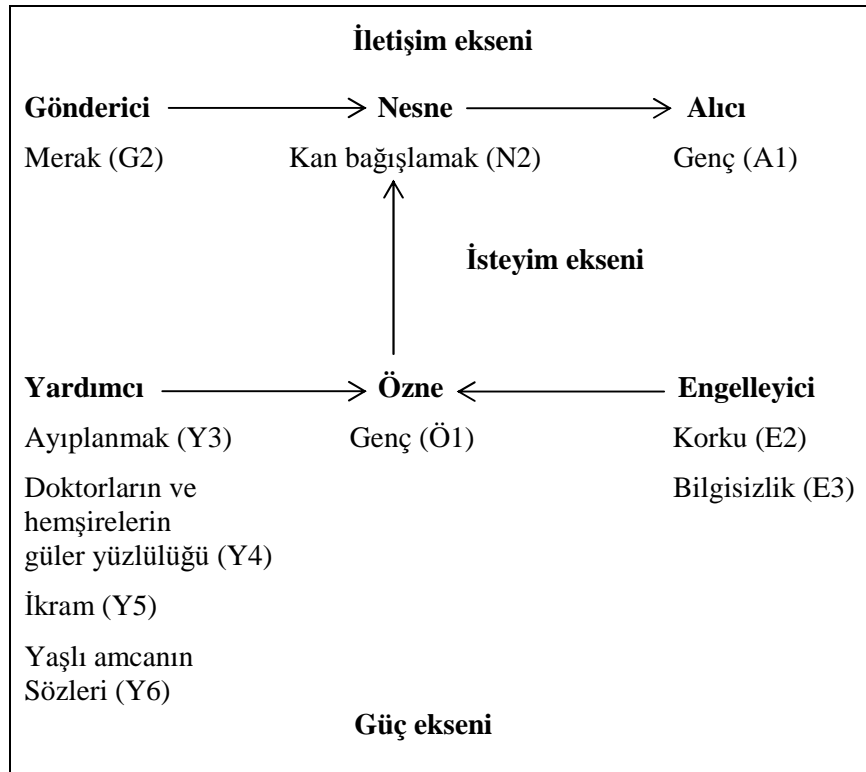 İletişim ekseni
Gönderici Nesne Alıcı
Merak (G2) Kan bağışlamak (N2) Genç (A1)
İsteyim ekseni
Yardımcı Özne Engelleyici
Ayıplanmak (Y3) Genç (Ö1) Korku (E2)
Doktorların ve Bilgisizlik (E3)
hemşirelerin
güler yüzlülüğü (Y4)
İkram (Y5)
Yaşlı amcanın
Sözleri (Y6)
Güç ekseni